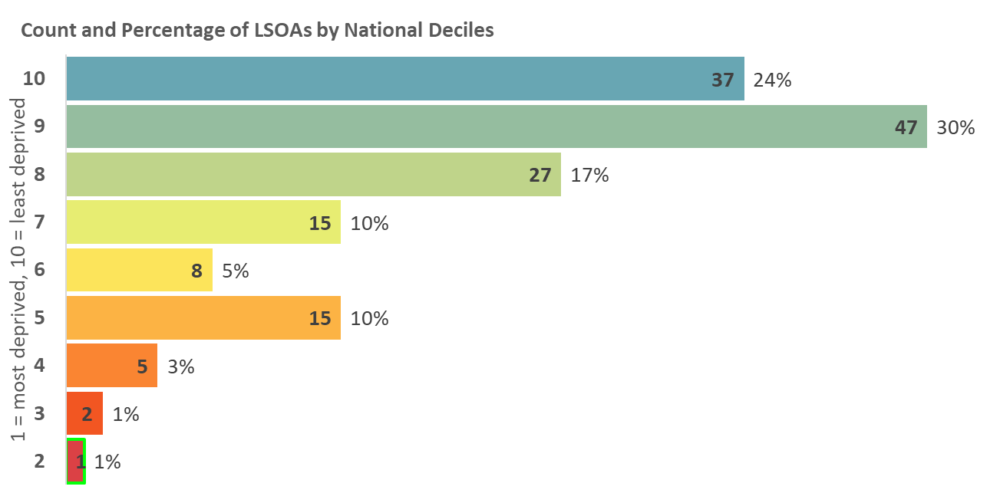 Count and Percentage of LSOAs by National Deciles
1 = most deprived, 10 = least deprived
10 37 24%
9 47 30%
8 27 17%
7 15 10%
6 8 5%
5 15 10%
4 5 3%
3 2 1%
2 1 1%